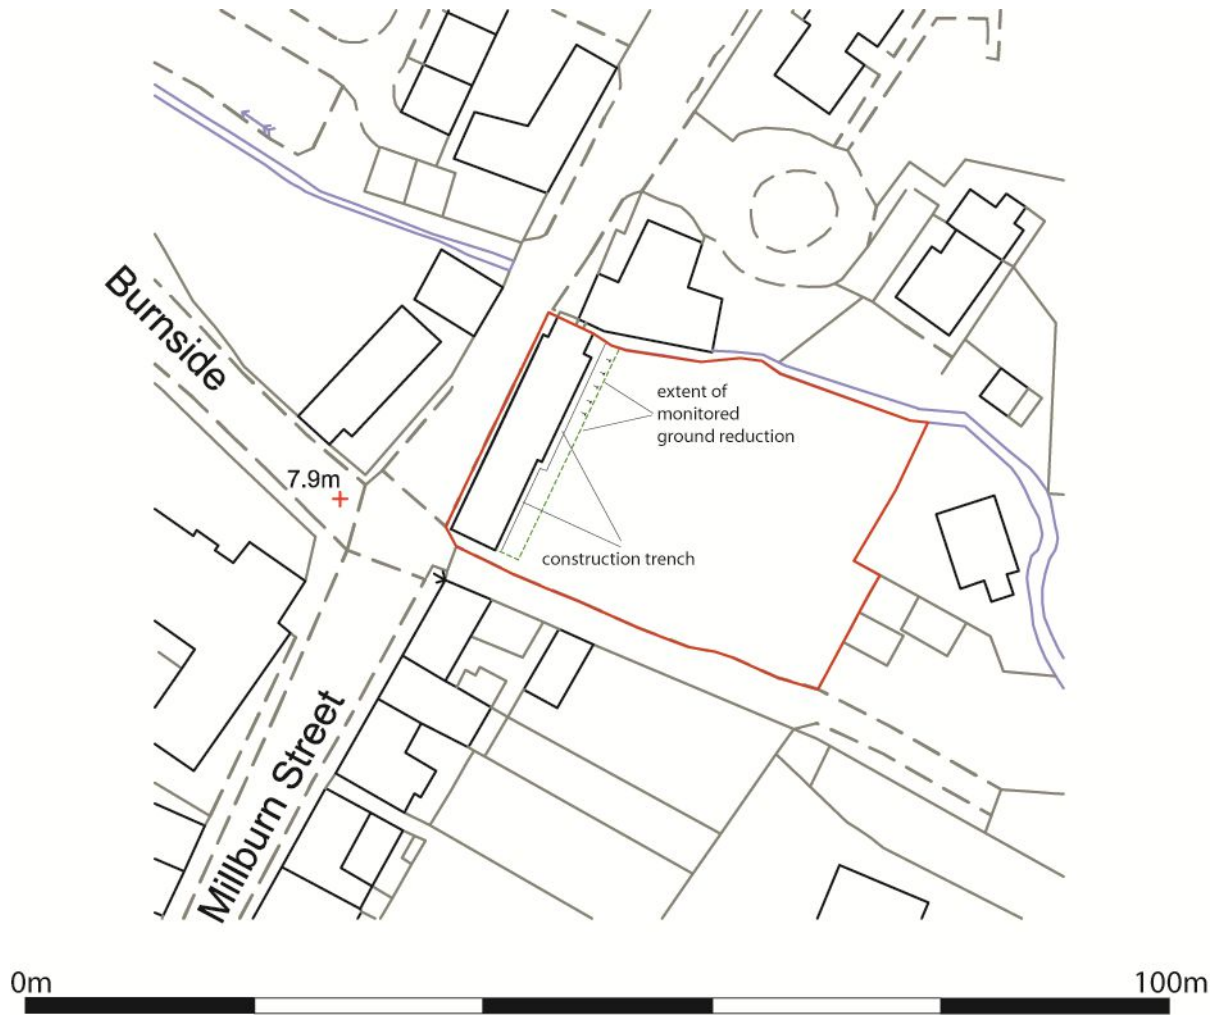 Burnside
extent of
monitored
ground reduction
7.9m
construction trench
Millburn Street
0m
100m